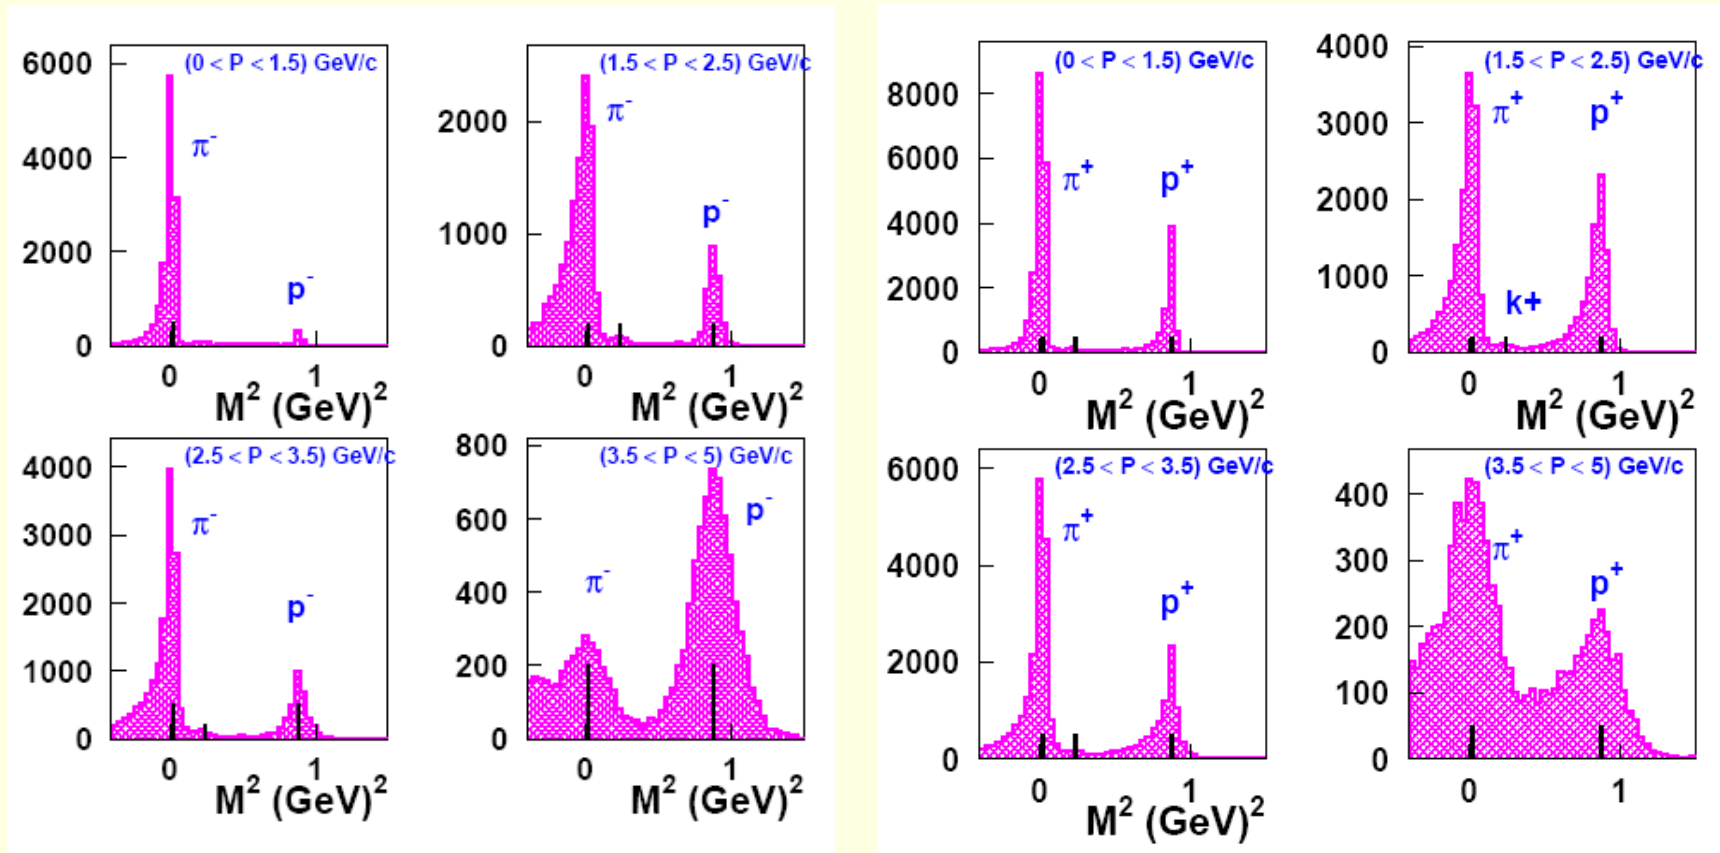 6000
4000
2000
0
(0 < P < 1.5) GeV/c
π⁻
p⁻
0 1
M² (GeV)²
2000
1000
0
(1.5 < P < 2.5) GeV/c
π⁻
p⁻
0 1
M² (GeV)²
8000
6000
4000
2000
0
(0 < P < 1.5) GeV/c
π⁺
p⁺
0 1
M² (GeV)²
4000
3000
2000
1000
0
(1.5 < P < 2.5) GeV/c
π⁺
p⁺
k+
0 1
M² (GeV)²
4000
3000
2000
1000
0
(2.5 < P < 3.5) GeV/c
π⁻
p⁻
0 1
M² (GeV)²
800
600
400
200
0
(3.5 < P < 5) GeV/c
p⁻
π⁻
0 1
M² (GeV)²
6000
4000
2000
0
(2.5 < P < 3.5) GeV/c
π⁺
p⁺
0 1
M² (GeV)²
400
300
200
100
0
(3.5 < P < 5) GeV/c
π⁺
p⁺
0 1